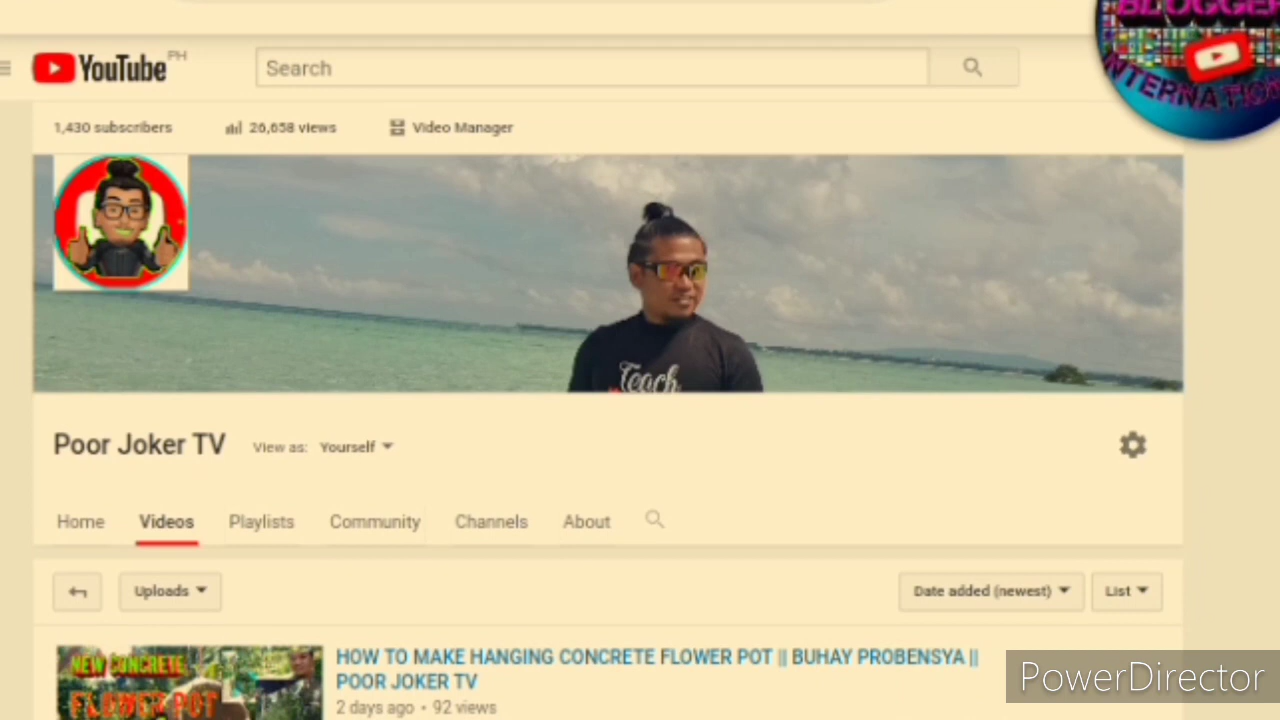 BLOGGER
INTERNATION
YouTube PH
Search
1,430 subscribers
26,658 views
Video Manager
Teach
Poor Joker TV
View as: Yourself
Home
Videos
Playlists
Community
Channels
About
Uploads
Date added (newest)
List
NEW CONCRETE
FLOWER POT
HOW TO MAKE HANGING CONCRETE FLOWER POT || BUHAY PROBENSYA ||
POOR JOKER TV
2 days ago • 92 views
PowerDirector